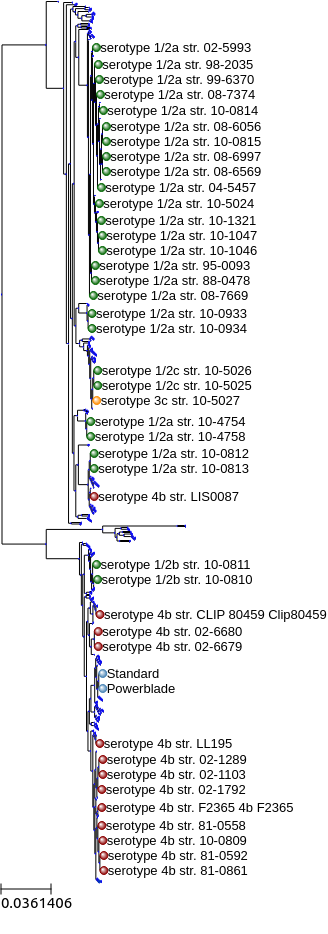 serotype 1/2a str. 02-5993
serotype 1/2a str. 98-2035
serotype 1/2a str. 99-6370
serotype 1/2a str. 08-7374
serotype 1/2a str. 10-0814
serotype 1/2a str. 08-6056
serotype 1/2a str. 10-0815
serotype 1/2a str. 08-6997
serotype 1/2a str. 08-6569
serotype 1/2a str. 04-5457
serotype 1/2a str. 10-5024
serotype 1/2a str. 10-1321
serotype 1/2a str. 10-1047
serotype 1/2a str. 10-1046
serotype 1/2a str. 95-0093
serotype 1/2a str. 88-0478
serotype 1/2a str. 08-7669
serotype 1/2a str. 10-0933
serotype 1/2a str. 10-0934
serotype 1/2c str. 10-5026
serotype 1/2c str. 10-5025
serotype 3c str. 10-5027
serotype 1/2a str. 10-4754
serotype 1/2a str. 10-4758
serotype 1/2a str. 10-0812
serotype 1/2a str. 10-0813
serotype 4b str. LIS0087
serotype 1/2b str. 10-0811
serotype 1/2b str. 10-0810
serotype 4b str. CLIP 80459 Clip80459
serotype 4b str. 02-6680
serotype 4b str. 02-6679
Standard
Powerblade
serotype 4b str. LL195
serotype 4b str. 02-1289
serotype 4b str. 02-1103
serotype 4b str. 02-1792
serotype 4b str. F2365 4b F2365
serotype 4b str. 81-0558
serotype 4b str. 10-0809
serotype 4b str. 81-0592
serotype 4b str. 81-0861
0.0361406